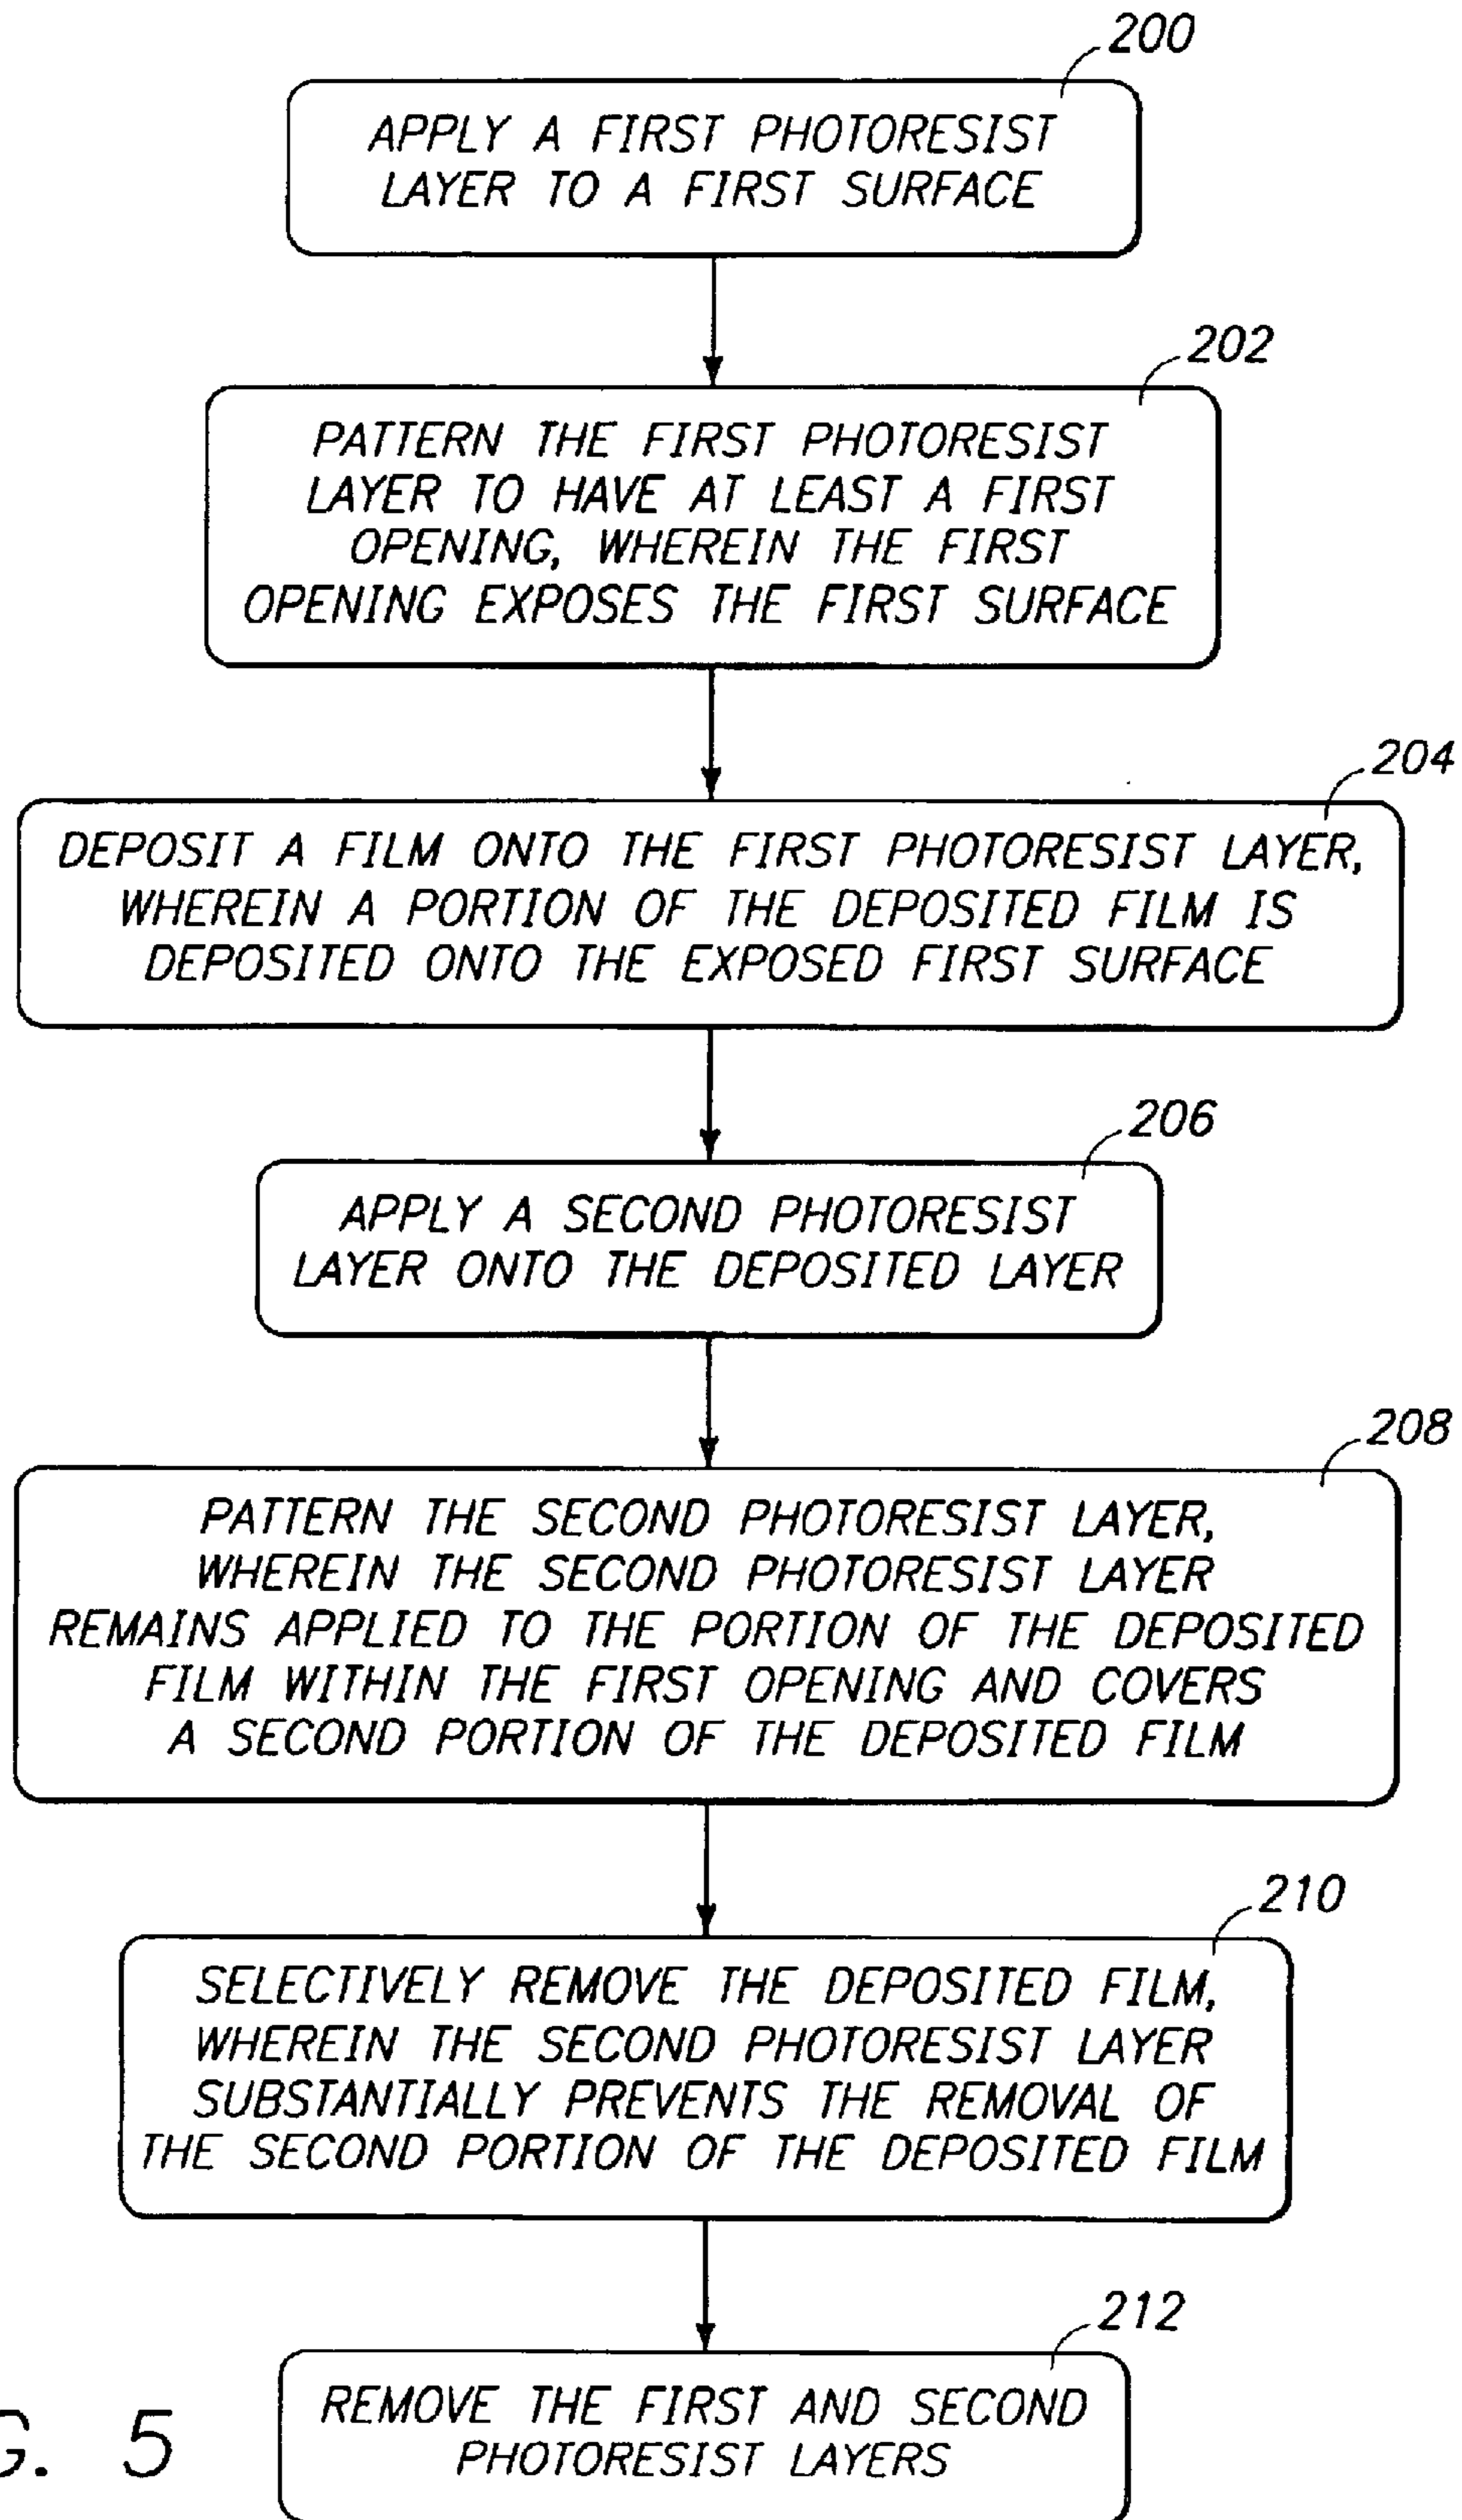 200
APPLY A FIRST PHOTORESIST
LAYER TO A FIRST SURFACE
202
PATTERN THE FIRST PHOTORESIST
LAYER TO HAVE AT LEAST A FIRST
OPENING, WHEREIN THE FIRST
OPENING EXPOSES THE FIRST SURFACE
204
DEPOSIT A FILM ONTO THE FIRST PHOTORESIST LAYER,
WHEREIN A PORTION OF THE DEPOSITED FILM IS
DEPOSITED ONTO THE EXPOSED FIRST SURFACE
206
APPLY A SECOND PHOTORESIST
LAYER ONTO THE DEPOSITED LAYER
208
PATTERN THE SECOND PHOTORESIST LAYER,
WHEREIN THE SECOND PHOTORESIST LAYER
REMAINS APPLIED TO THE PORTION OF THE DEPOSITED
FILM WITHIN THE FIRST OPENING AND COVERS
A SECOND PORTION OF THE DEPOSITED FILM
210
SELECTIVELY REMOVE THE DEPOSITED FILM,
WHEREIN THE SECOND PHOTORESIST LAYER
SUBSTANTIALLY PREVENTS THE REMOVAL OF
THE SECOND PORTION OF THE DEPOSITED FILM
212
REMOVE THE FIRST AND SECOND
PHOTORESIST LAYERS
G. 5